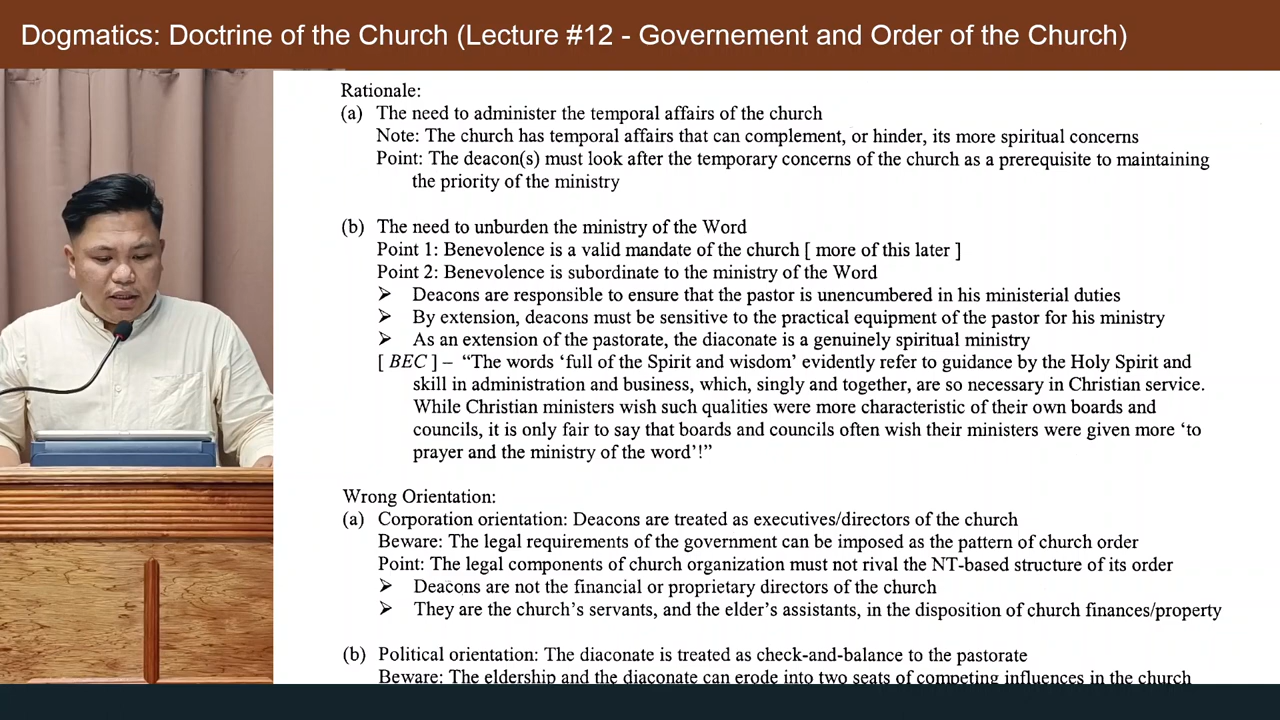 Dogmatics: Doctrine of the Church (Lecture #12 - Governement and Order of the Church)
Rationale:
(a) The need to administer the temporal affairs of the church
Note: The church has temporal affairs that can complement, or hinder, its more spiritual concerns
Point: The deacon(s) must look after the temporary concerns of the church as a prerequisite to maintaining
the priority of the ministry
(b) The need to unburden the ministry of the Word
Point 1: Benevolence is a valid mandate of the church [ more of this later ]
Point 2: Benevolence is subordinate to the ministry of the Word
➢ Deacons are responsible to ensure that the pastor is unencumbered in his ministerial duties
➢ By extension, deacons must be sensitive to the practical equipment of the pastor for his ministry
➢ As an extension of the pastorate, the diaconate is a genuinely spiritual ministry
[ BEC ] – “The words ‘full of the Spirit and wisdom’ evidently refer to guidance by the Holy Spirit and
skill in administration and business, which, singly and together, are so necessary in Christian service.
While Christian ministers wish such qualities were more characteristic of their own boards and
councils, it is only fair to say that boards and councils often wish their ministers were given more ‘to
prayer and the ministry of the word’!”
Wrong Orientation:
(a) Corporation orientation: Deacons are treated as executives/directors of the church
Beware: The legal requirements of the government can be imposed as the pattern of church order
Point: The legal components of church organization must not rival the NT-based structure of its order
➢ Deacons are not the financial or proprietary directors of the church
➢ They are the church’s servants, and the elder’s assistants, in the disposition of church finances/property
(b) Political orientation: The diaconate is treated as check-and-balance to the pastorate
Beware: The eldership and the diaconate can erode into two seats of competing influences in the church